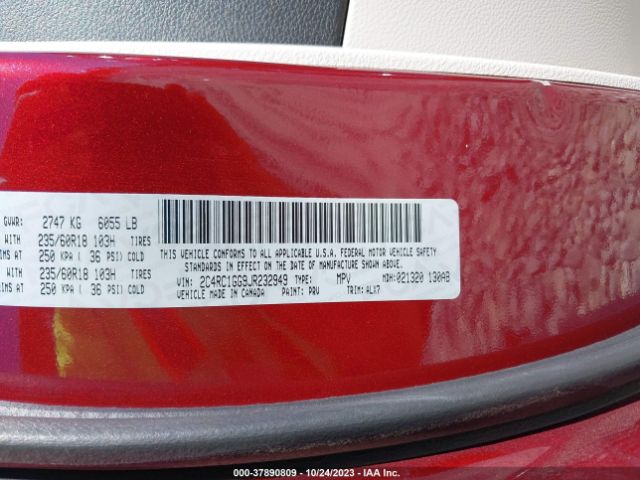 GVWR: 2747 KG 6055 LB
WITH 235/60R18 103H TIRES
RIMS AT 250 KPA ( 36 PSI) COLD
WITH 235/60R18 103H TIRES
RIMS AT 250 KPA ( 36 PSI) COLD
THIS VEHICLE CONFORMS TO ALL APPLICABLE U.S.A. FEDERAL MOTOR VEHICLE SAFETY
STANDARDS IN EFFECT ON THE DATE OF MANUFACTURE SHOWN ABOVE.
VIN: 2C4RC1GG9JR232949 TYPE: MPV MDH: 021320 130AB
VEHICLE MADE IN CANADA PAINT: PRV TRIM: ALX7
000-37890809 - 10/24/2023 - IAA Inc.